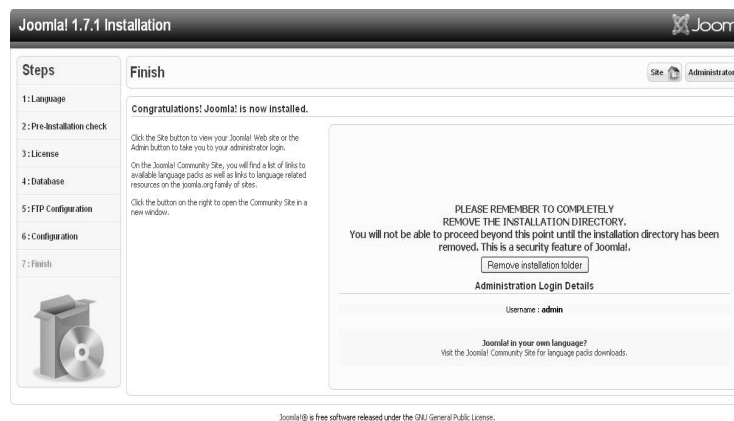 Joomla! 1.7.1 Installation
Joom
Steps
1 : Language
2 : Pre-Installation check
3 : License
4 : Database
5 : FTP Configuration
6 : Configuration
7 : Finish
Finish
Site
Administrator
Congratulations! Joomla! is now installed.
Click the Site button to view your Joomla! Web site or the
Admin button to take you to your administrator login.
On the Joomla! Community Site, you will find a list of links to
available language packs as well as links to language related
resources on the joomla.org family of sites.
Click the button on the right to open the Community Site in a
new window.
PLEASE REMEMBER TO COMPLETELY
REMOVE THE INSTALLATION DIRECTORY.
You will not be able to proceed beyond this point until the installation directory has been
removed. This is a security feature of Joomla!.
Remove installation folder
Administration Login Details
Username : admin
Joomla! in your own language?
Visit the Joomla! Community Site for language packs downloads.
Joomla!® is free software released under the GNU General Public License.